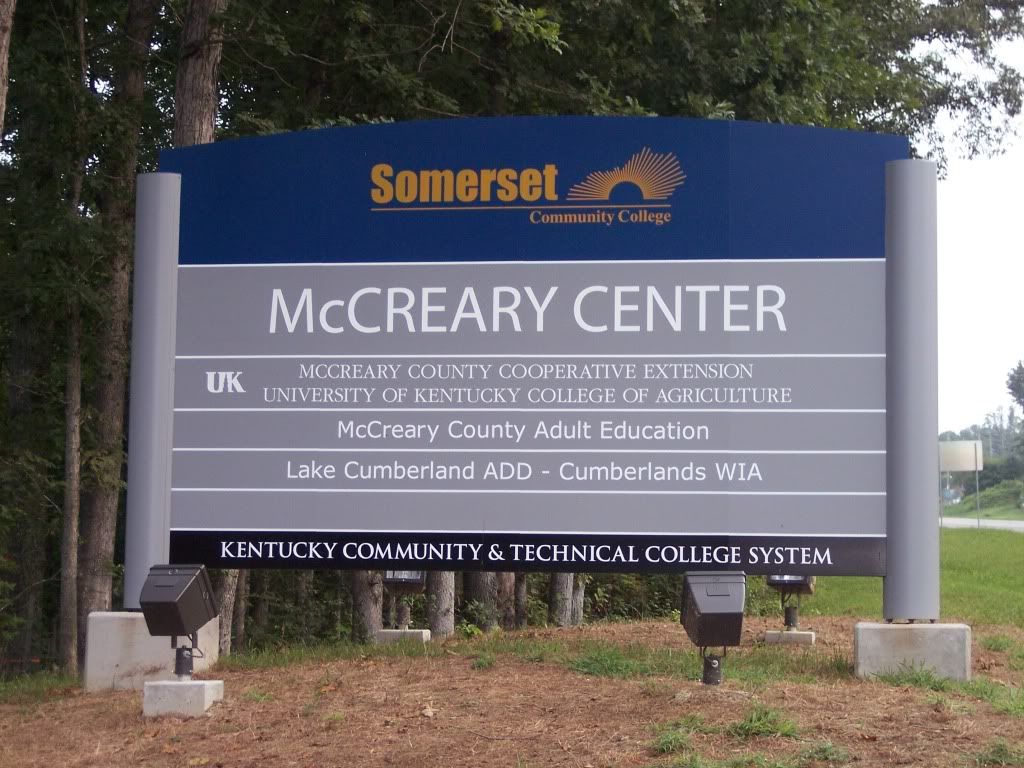 Somerset
Community College
McCREARY CENTER
UK
MCCREARY COUNTY COOPERATIVE EXTENSION
UNIVERSITY OF KENTUCKY COLLEGE OF AGRICULTURE
McCreary County Adult Education
Lake Cumberland ADD - Cumberlands WIA
KENTUCKY COMMUNITY & TECHNICAL COLLEGE SYSTEM